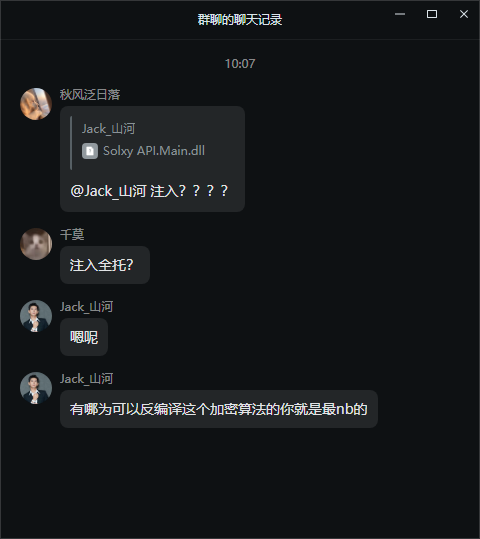 群聊的聊天记录
10:07
秋风泛日落
Jack_山河
Solxy API.Main.dll
@Jack_山河 注入？？？？
千莫
注入全托？
Jack_山河
嗯呢
Jack_山河
有哪为可以反编译这个加密算法的你就是最nb的